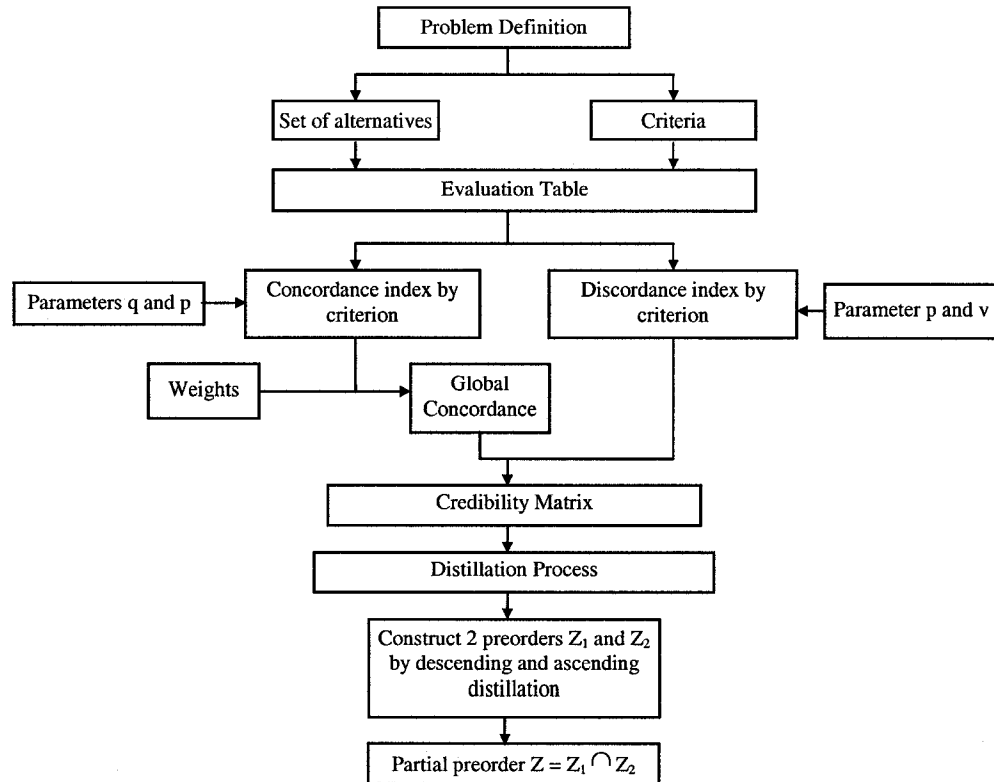 Problem Definition
Set of alternatives
Criteria
Evaluation Table
Parameters q and p
Concordance index by
criterion
Discordance index by
criterion
Parameter p and v
Weights
Global
Concordance
Credibility Matrix
Distillation Process
Construct 2 preorders Z₁ and Z₂
by descending and ascending
distillation
Partial preorder Z = Z₁ ∩ Z₂